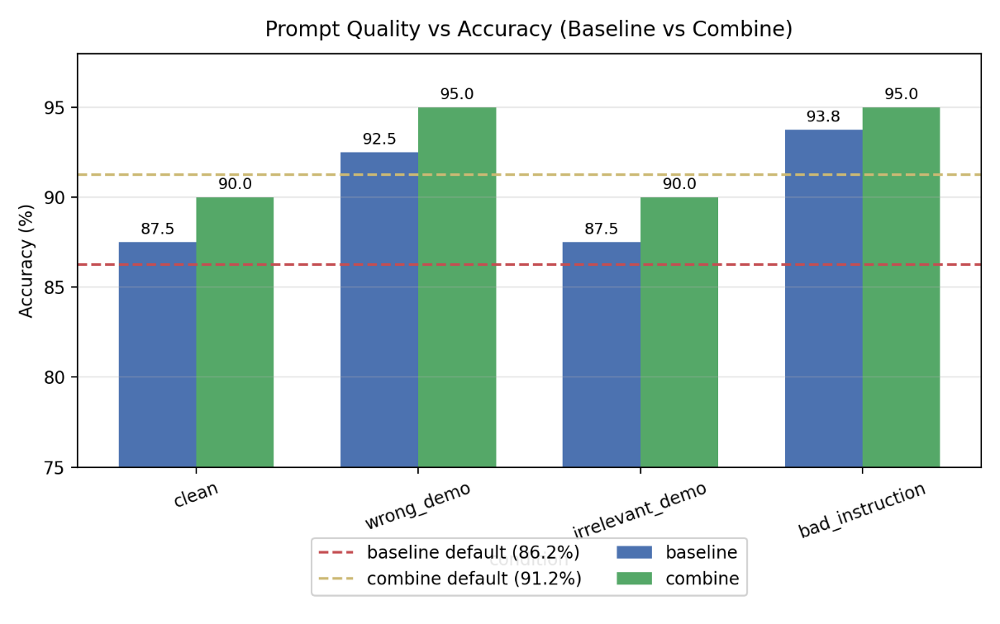 Prompt Quality vs Accuracy (Baseline vs Combine)
Accuracy (%)
95
90
85
80
75
87.5
90.0
92.5
95.0
87.5
90.0
93.8
95.0
clean
wrong_demo
irrelevant_demo
bad_instruction
condition
baseline default (86.2%)
combine default (91.2%)
baseline
combine